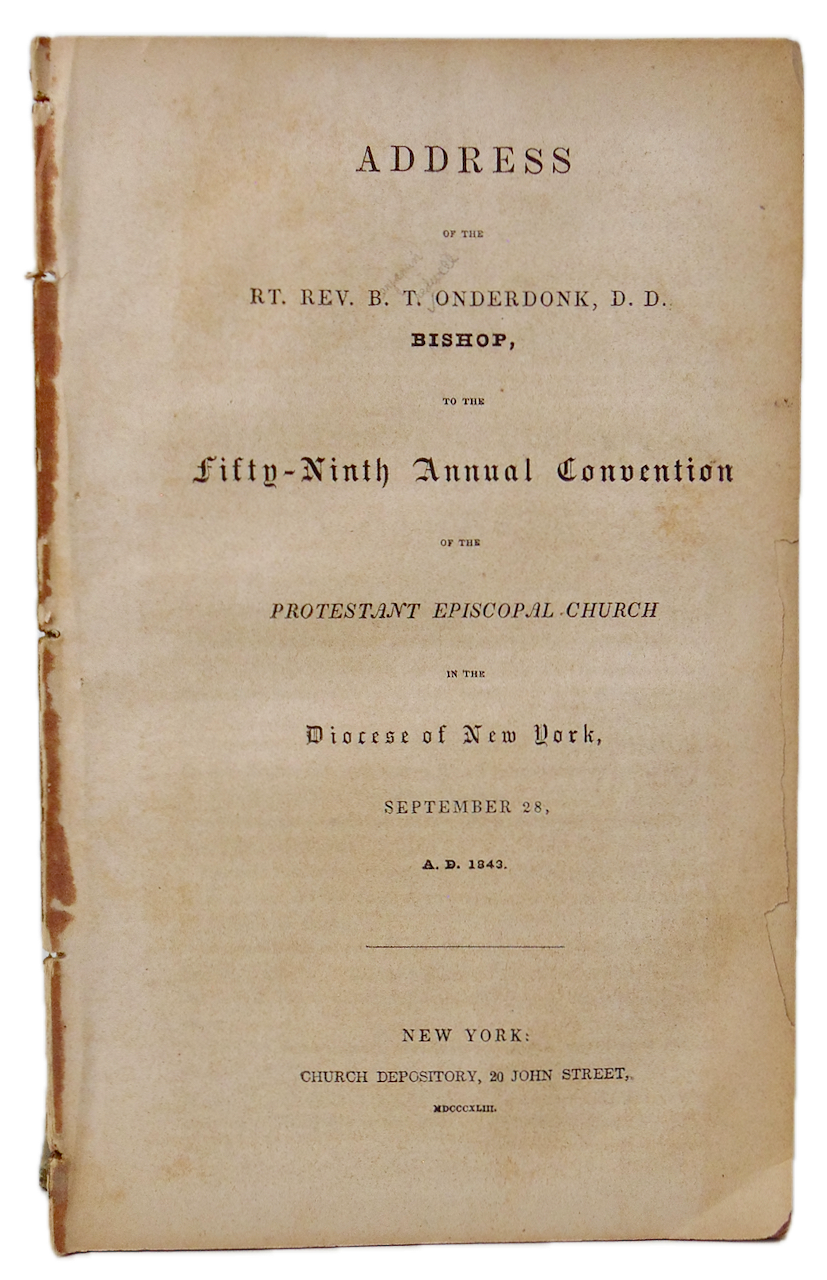 ADDRESS
OF THE
RT. REV. B. T. ONDERDONK, D. D.
BISHOP,
TO THE
Fifty-Ninth Annual Convention
OF THE
PROTESTANT EPISCOPAL CHURCH
IN THE
Diocese of New York,
SEPTEMBER 28,
A. D. 1843.
NEW YORK:
CHURCH DEPOSITORY, 20 JOHN STREET,
MDCCCXLIII.